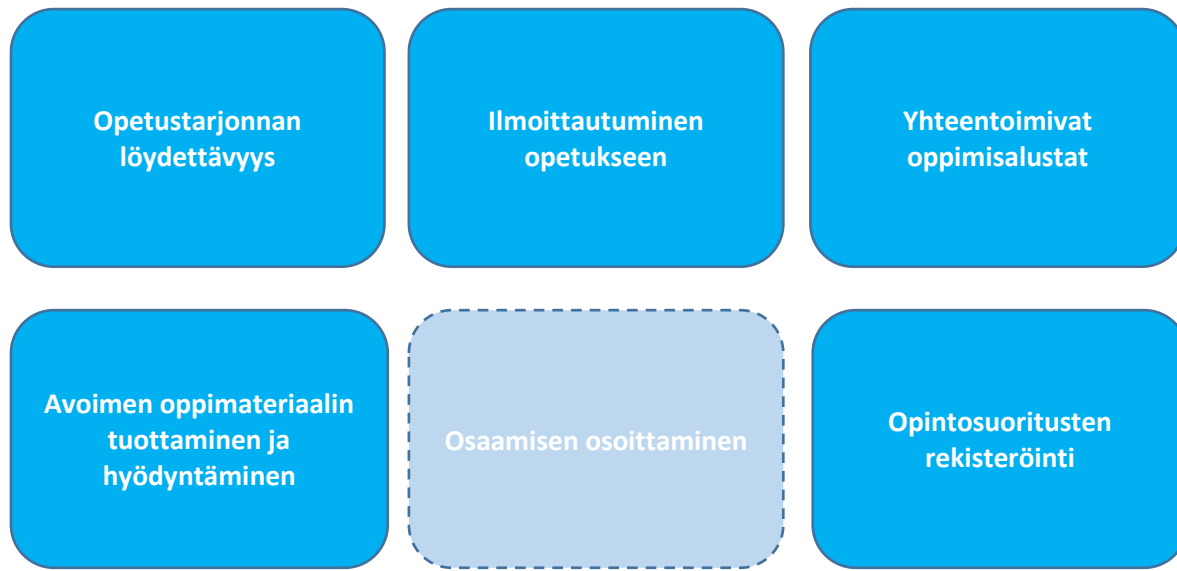 Opetustarjonnan
löydettävyys
Ilmoittautuminen
opetukseen
Yhteentoimivat
oppimisalustat
Avoimen oppimateriaalin
tuottaminen ja
hyödyntäminen
Osaamisen osoittaminen
Opintosuoritusten
rekisteröinti